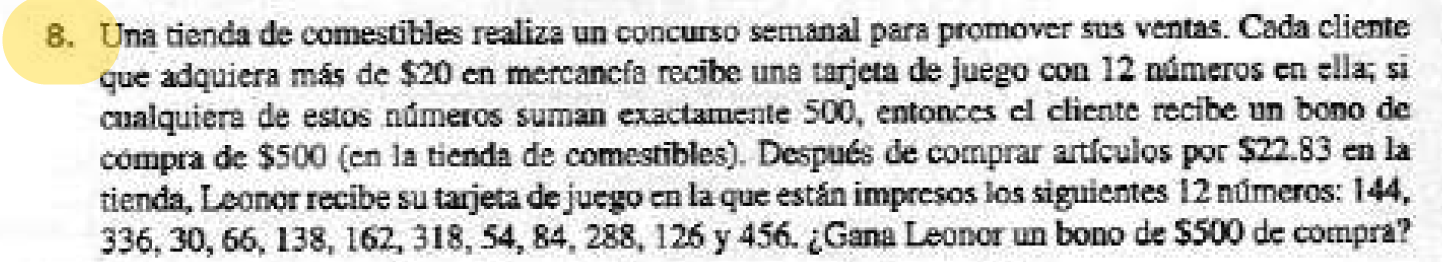 8. Una tienda de comestibles realiza un concurso semanal para promover sus ventas. Cada cliente
que adquiera más de $20 en mercancía recibe una tarjeta de juego con 12 números en ella; si
cualquiera de estos números suman exactamente 500, entonces el cliente recibe un bono de
compra de $500 (en la tienda de comestibles). Después de comprar artículos por $22.83 en la
tienda, Leonor recibe su tarjeta de juego en la que están impresos los siguientes 12 números: 144,
336, 30, 66, 138, 162, 318, 54, 84, 288, 126 y 456. ¿Gana Leonor un bono de $500 de compra?